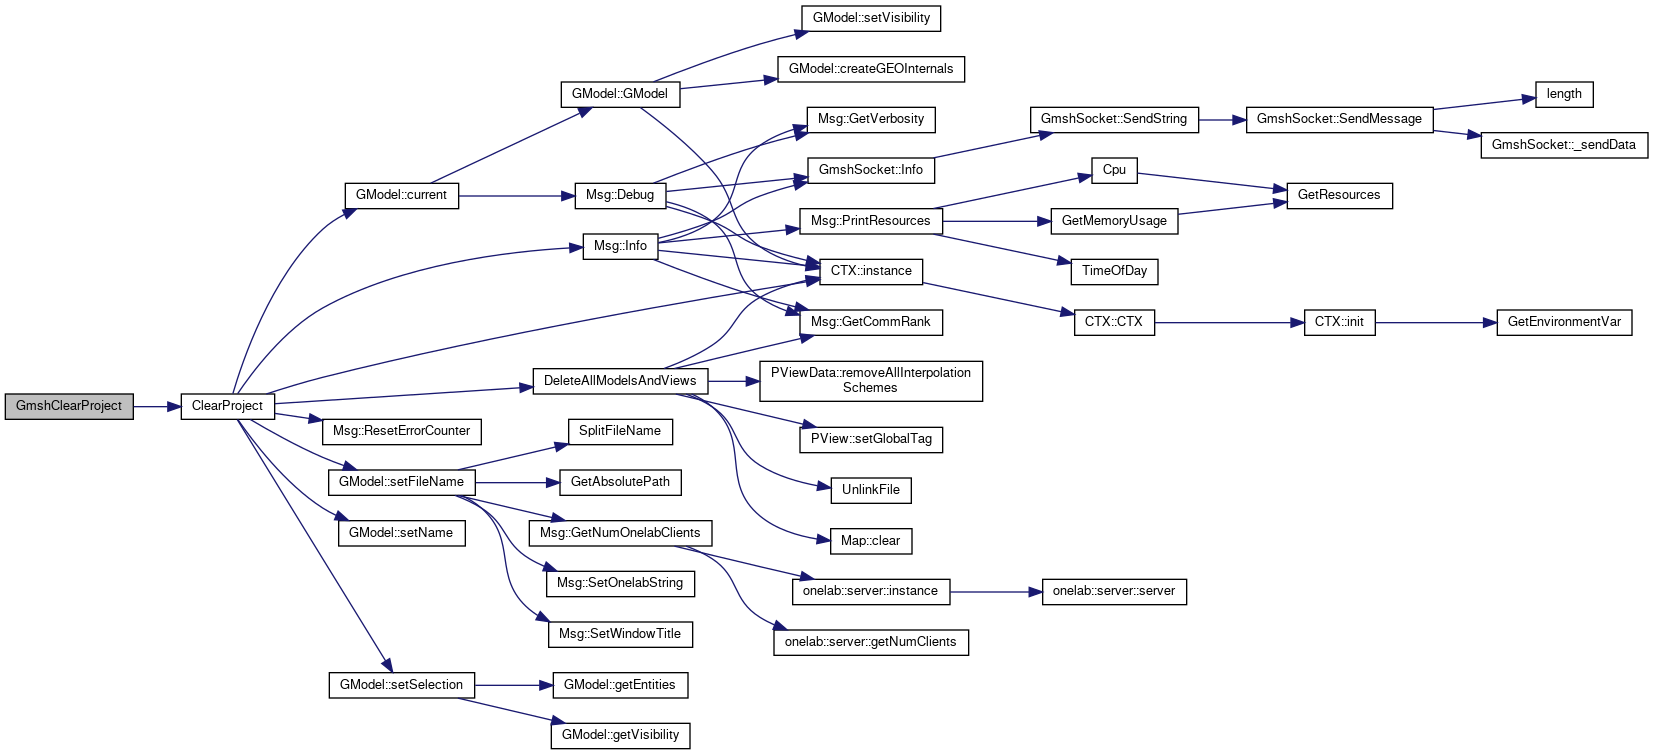 GModel::setVisibility
GModel::createGEOInternals
GModel::GModel
length
Msg::GetVerbosity
GmshSocket::SendString
GmshSocket::SendMessage
GmshSocket::_sendData
GmshSocket::Info
Cpu
GModel::current
Msg::Debug
GetResources
Msg::PrintResources
GetMemoryUsage
Msg::Info
CTX::instance
TimeOfDay
Msg::GetCommRank
CTX::CTX
CTX::init
GetEnvironmentVar
DeleteAllModelsAndViews
PViewData::removeAllInterpolation
Schemes
GmshClearProject
ClearProject
Msg::ResetErrorCounter
SplitFileName
PView::setGlobalTag
GModel::setFileName
GetAbsolutePath
UnlinkFile
GModel::setName
Msg::GetNumOnelabClients
Map::clear
Msg::SetOnelabString
onelab::server::instance
onelab::server::server
Msg::SetWindowTitle
onelab::server::getNumClients
GModel::setSelection
GModel::getEntities
GModel::getVisibility